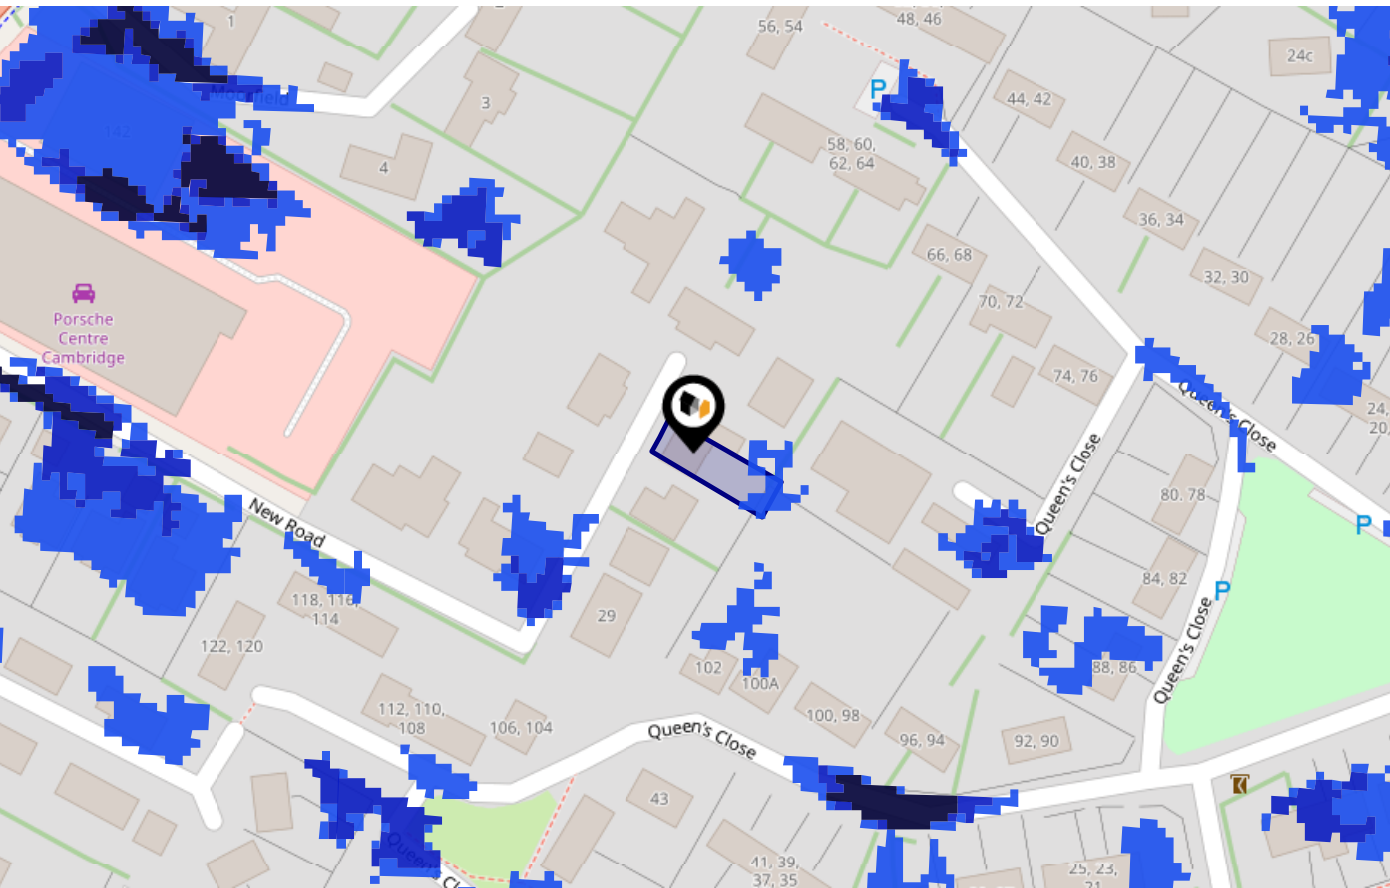 1
56, 54
48, 46
24c
Moorfield
142
3
P
44, 42
58, 60,
62, 64
40, 38
4
36, 34
66, 68
32, 30
70, 72
Porsche
Centre
Cambridge
28, 26
74, 76
Queen's Close
24,
20,
Queen's Close
80. 78
New Road
P
84, 82
P
118, 116,
114
29
122, 120
Queen's Close
102
88, 86
100A
112, 110,
108
106, 104
100, 98
Queen's Close
96, 94
92, 90
43
Queen's Cl
41, 39,
37, 35
25, 23,
21